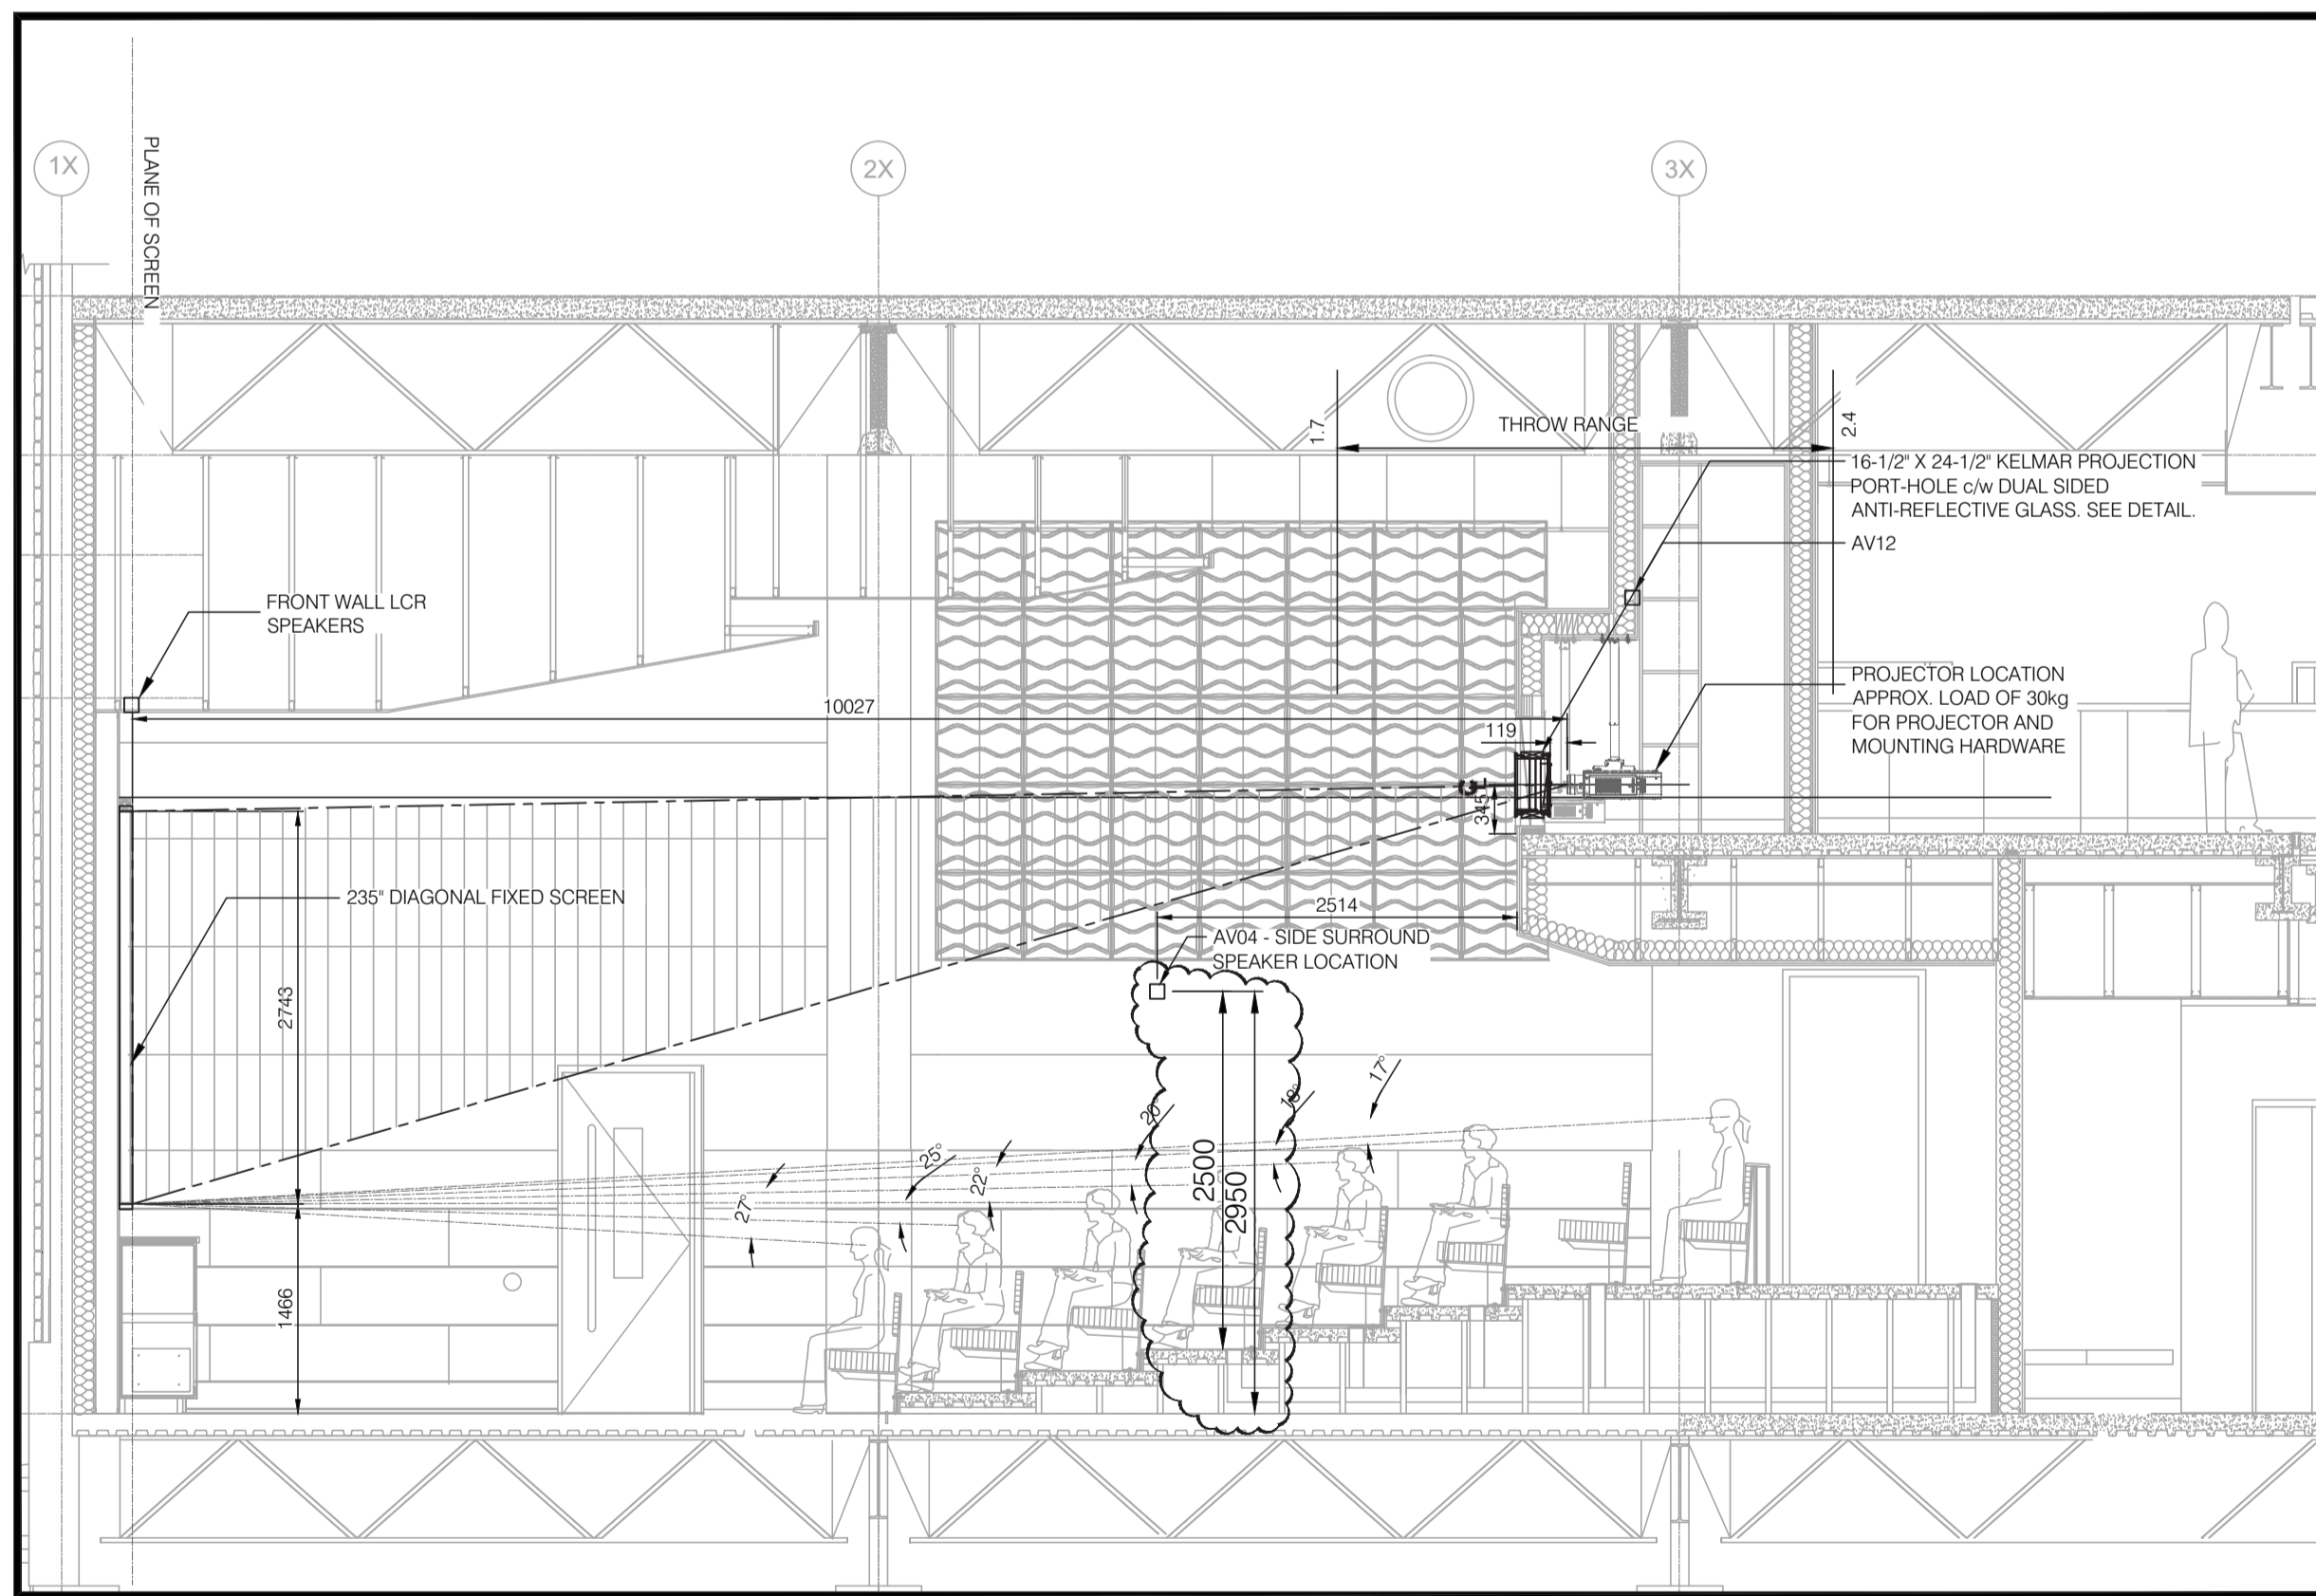 1X
2X
3X
PLANE OF SCREEN
1.7
THROW RANGE
2.4
16-1/2" X 24-1/2" KELMAR PROJECTION
PORT-HOLE c/w DUAL SIDED
ANTI-REFLECTIVE GLASS. SEE DETAIL.
AV12
FRONT WALL LCR
SPEAKERS
PROJECTOR LOCATION
APPROX. LOAD OF 30kg
FOR PROJECTOR AND
MOUNTING HARDWARE
10027
119
345
235" DIAGONAL FIXED SCREEN
2514
AV04 - SIDE SURROUND
SPEAKER LOCATION
2743
1466
27°
25°
22°
20°
18°
17°
2500
2950